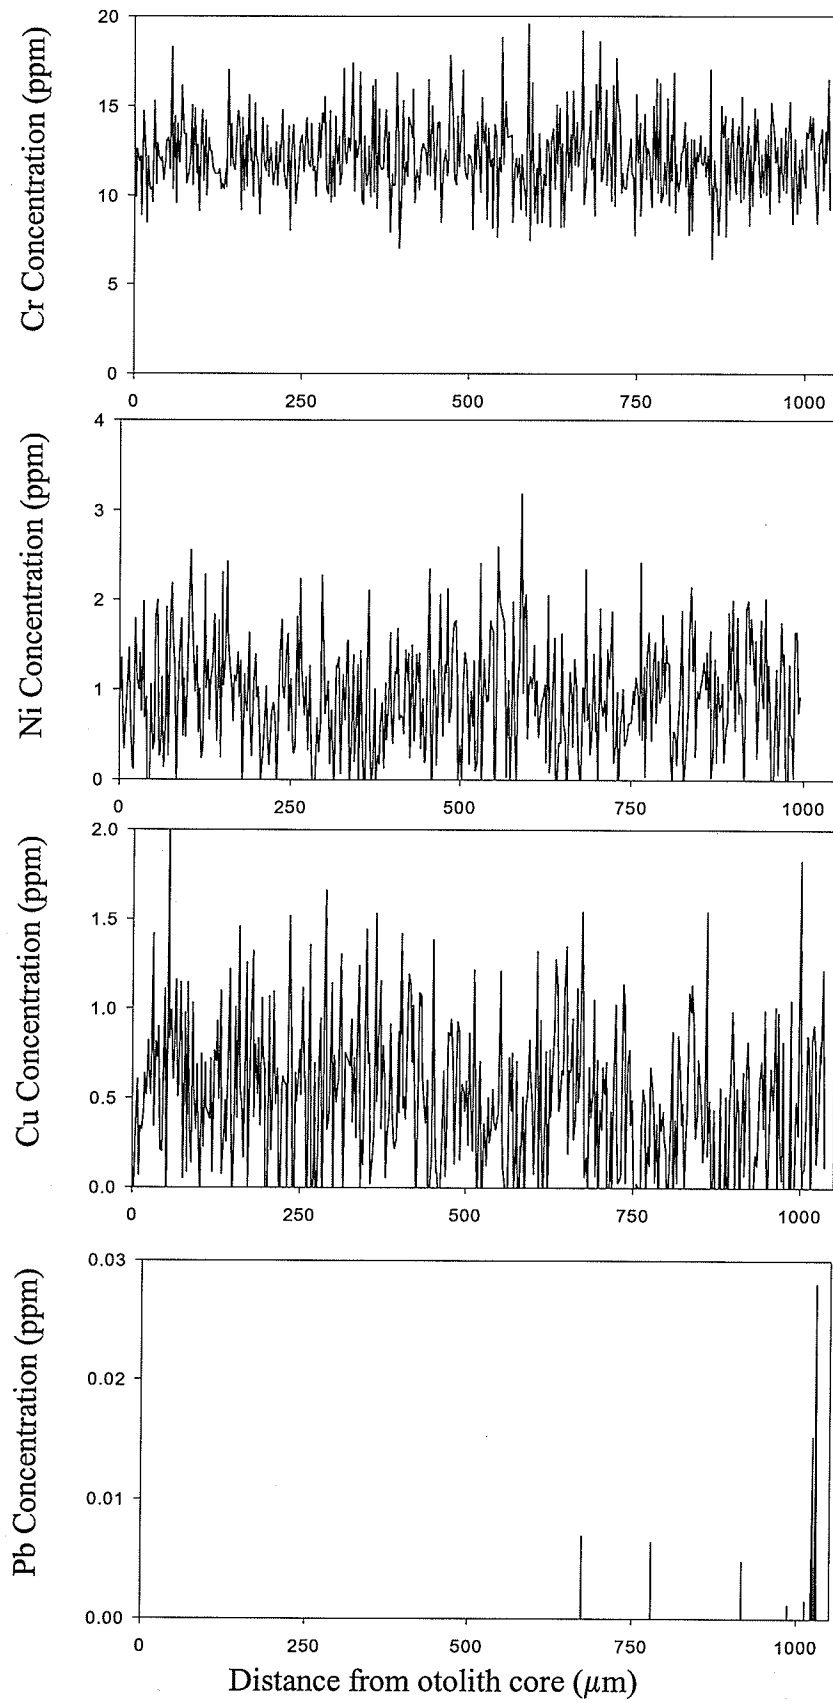 Cr Concentration (ppm)
20
15
10
5
0
0 250 500 750 1000
Ni Concentration (ppm)
4
3
2
1
0
0 250 500 750 1000
Cu Concentration (ppm)
2.0
1.5
1.0
0.5
0.0
0 250 500 750 1000
Pb Concentration (ppm)
0.03
0.02
0.01
0.00
0 250 500 750 1000
Distance from otolith core (μm)